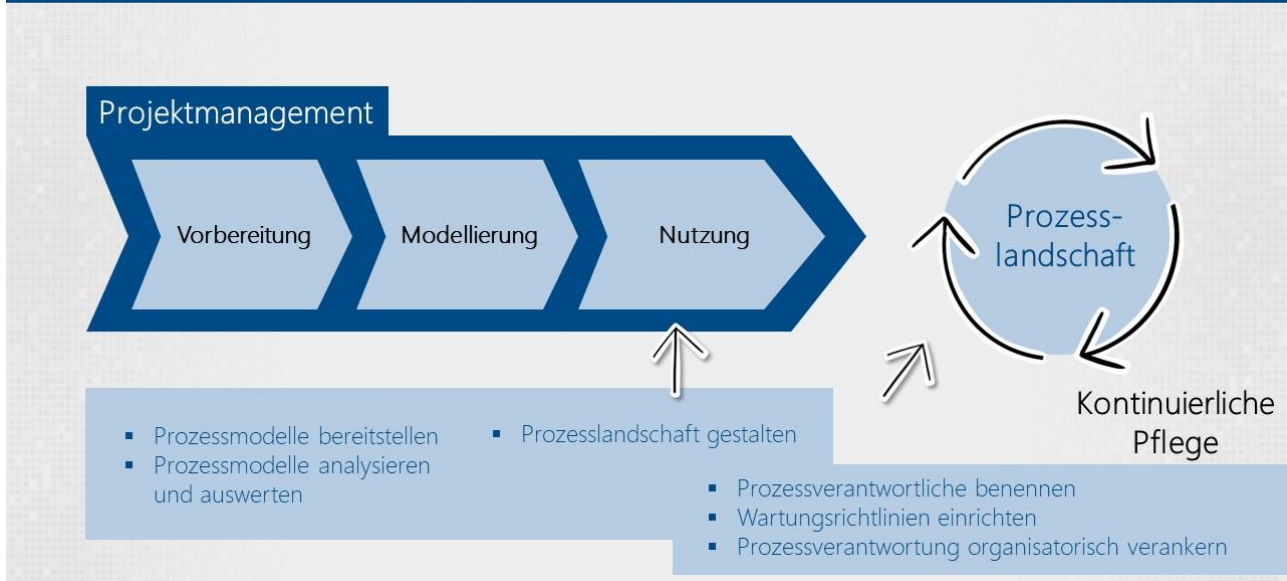 Projektmanagement
Vorbereitung
Modellierung
Nutzung
Prozess-
landschaft
Kontinuierliche
Pflege
▪ Prozessmodelle bereitstellen
▪ Prozessmodelle analysieren
und auswerten
▪ Prozesslandschaft gestalten
▪ Prozessverantwortliche benennen
▪ Wartungsrichtlinien einrichten
▪ Prozessverantwortung organisatorisch verankern